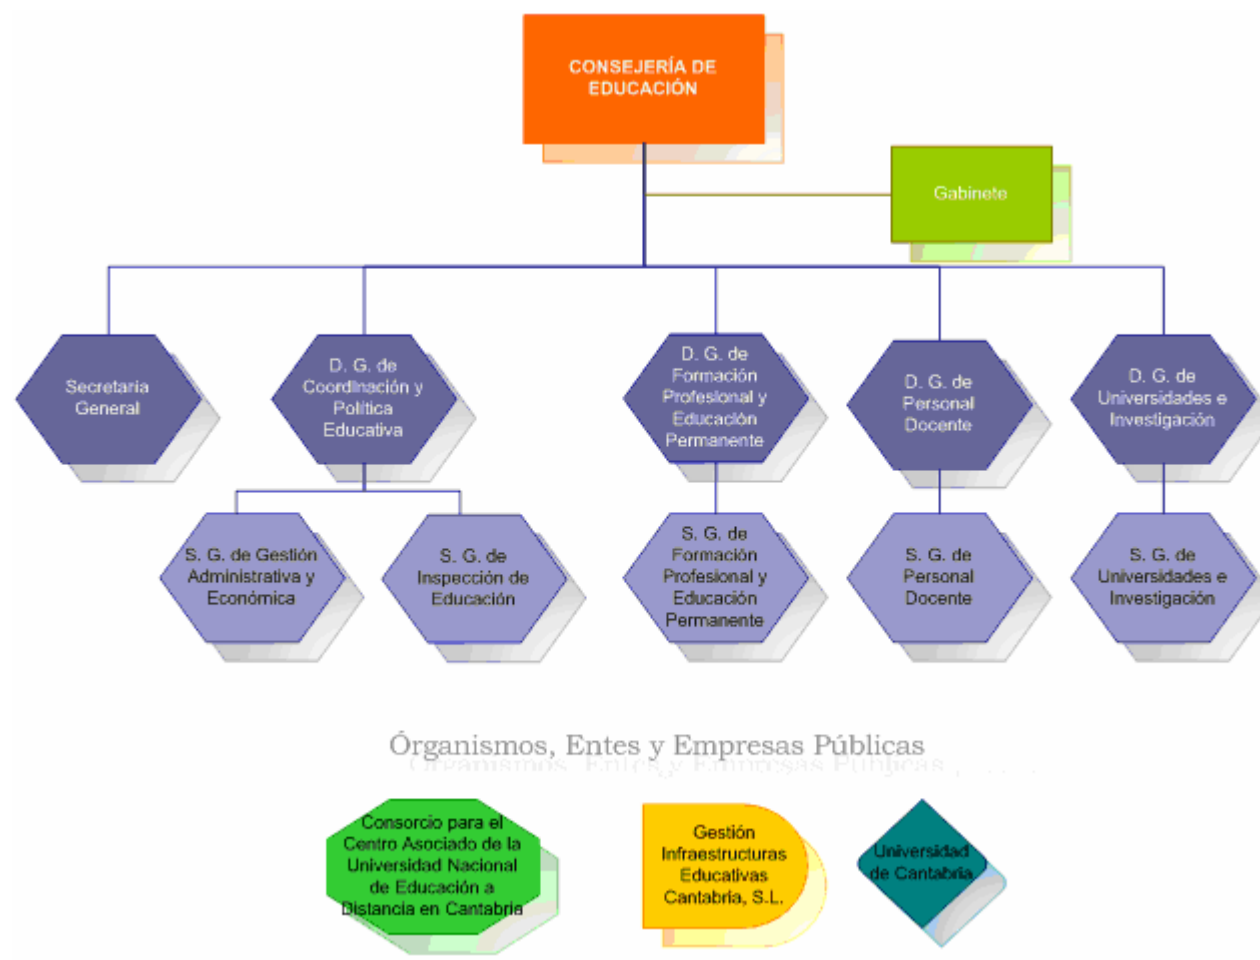 CONSEJERÍA DE
EDUCACIÓN
Gabinete
Secretaria
General
D. G. de
Coordinación y
Política
Educativa
D. G. de
Formación
Profesional y
Educación
Permanente
D. G. de
Personal
Docente
D. G. de
Universidades e
Investigación
S. G. de Gestión
Administrativa y
Económica
S. G. de
Inspección de
Educación
S. G. de
Formación
Profesional y
Educación
Permanente
S. G. de
Personal
Docente
S. G. de
Universidades e
Investigación
Órganismos, Entes y Empresas Públicas
Consorcio para el
Centro Asociado de la
Universidad Nacional
de Educación a
Distancia en Cantabria
Gestión
Infraestructuras
Educativas
Cantabria, S.L.
Universidad
de Cantabria